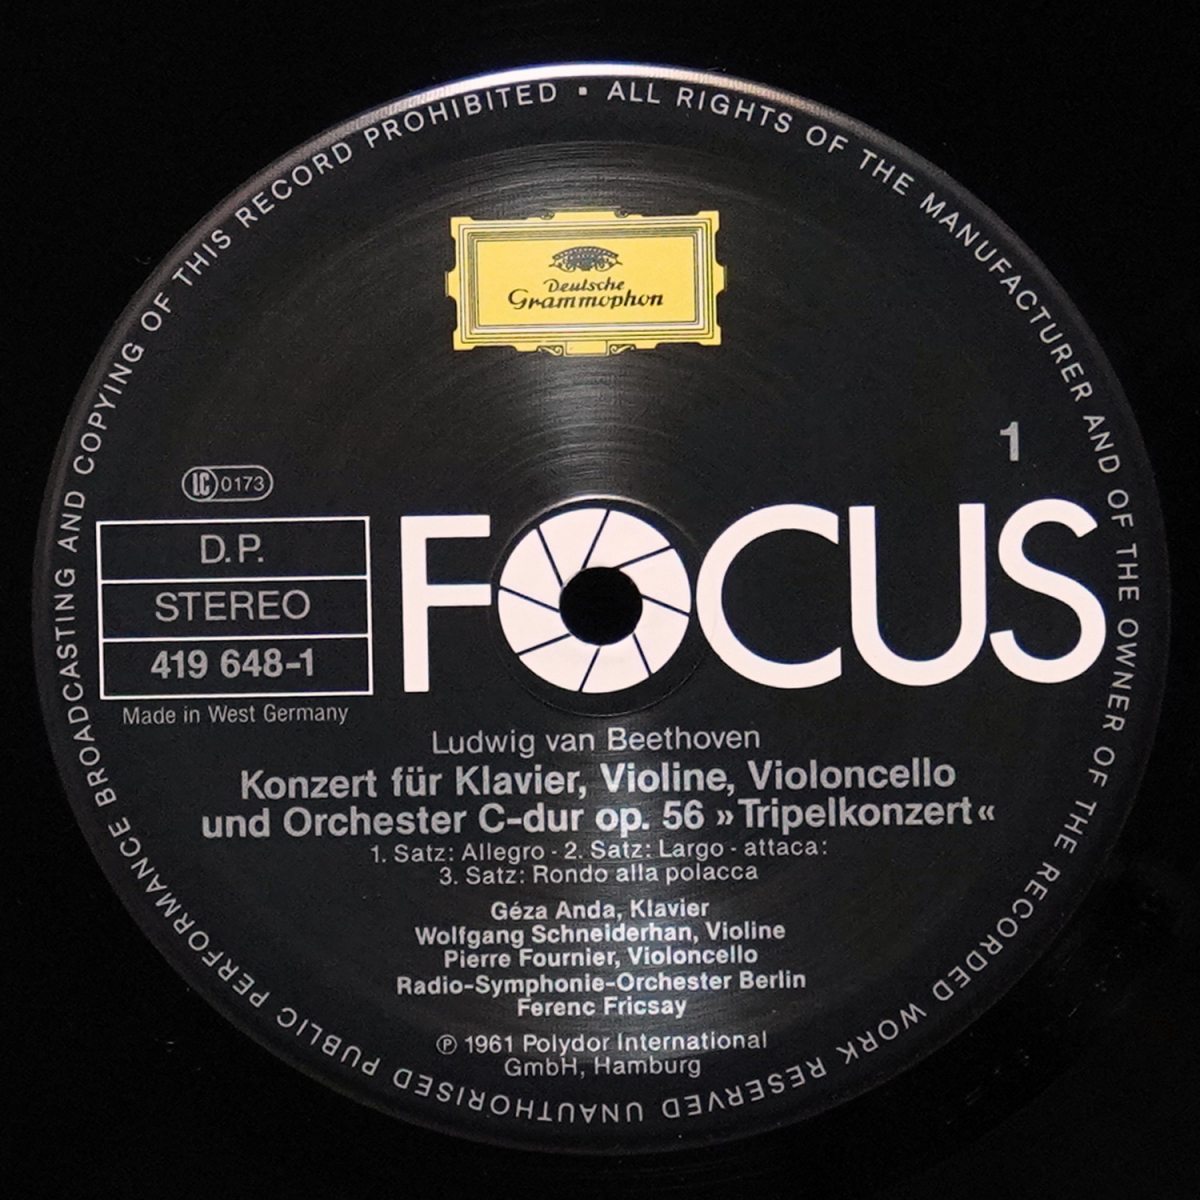 ALL RIGHTS OF THE MANUFACTURER AND OF THE OWNER OF THE RECORDED WORK RESERVED UNAUTHORISED PUBLIC PERFORMANCE BROADCASTING AND COPYING OF THIS RECORD PROHIBITED ·
Deutsche
Grammophon
1
LC 0173
D.P.
STEREO
419 648-1
Made in West Germany
FOCUS
Ludwig van Beethoven
Konzert für Klavier, Violine, Violoncello
und Orchester C-dur op. 56 »Tripelkonzert«
1. Satz: Allegro · 2. Satz: Largo - attaca:
3. Satz: Rondo alla polacca
Géza Anda, Klavier
Wolfgang Schneiderhan, Violine
Pierre Fournier, Violoncello
Radio-Symphonie-Orchester Berlin
Ferenc Fricsay
℗ 1961 Polydor International
GmbH, Hamburg